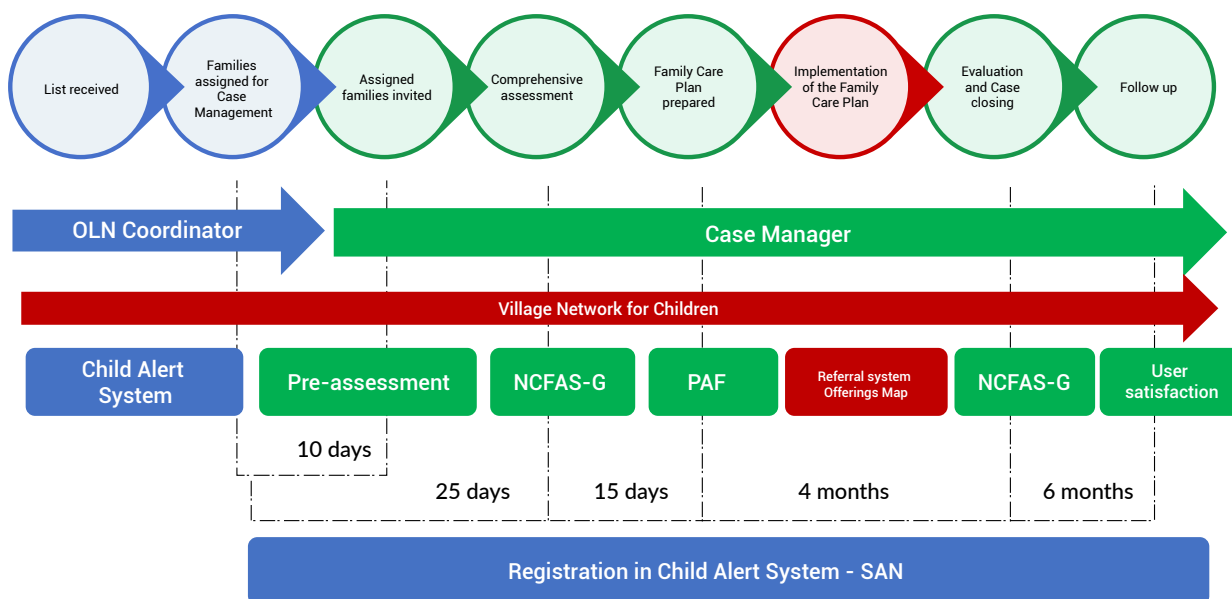 List received
Families
assigned for
Case
Management
Assigned
families invited
Comprehensive
assessment
Family Care
Plan
prepared
Implementation
of the Family
Care Plan
Evaluation
and Case
closing
Follow up
OLN Coordinator
Case Manager
Village Network for Children
Child Alert
System
Pre-assessment
NCFAS-G
PAF
Referral system
Offerings Map
NCFAS-G
User
satisfaction
10 days
25 days
15 days
4 months
6 months
Registration in Child Alert System - SAN